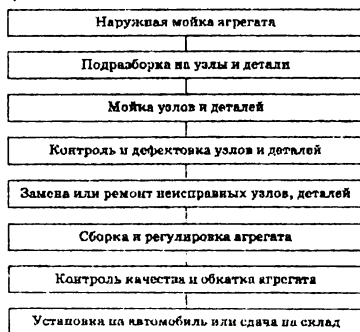 Наружная мойка агрегата
Подразборка на узлы и детали
Мойка узлов и деталей
Контроль и дефектовка узлов и деталей
Замена или ремонт неисправных узлов, деталей
Сборка и регулировка агрегата
Контроль качества и обкатка агрегата
Установка на автомобиль или сдача на склад